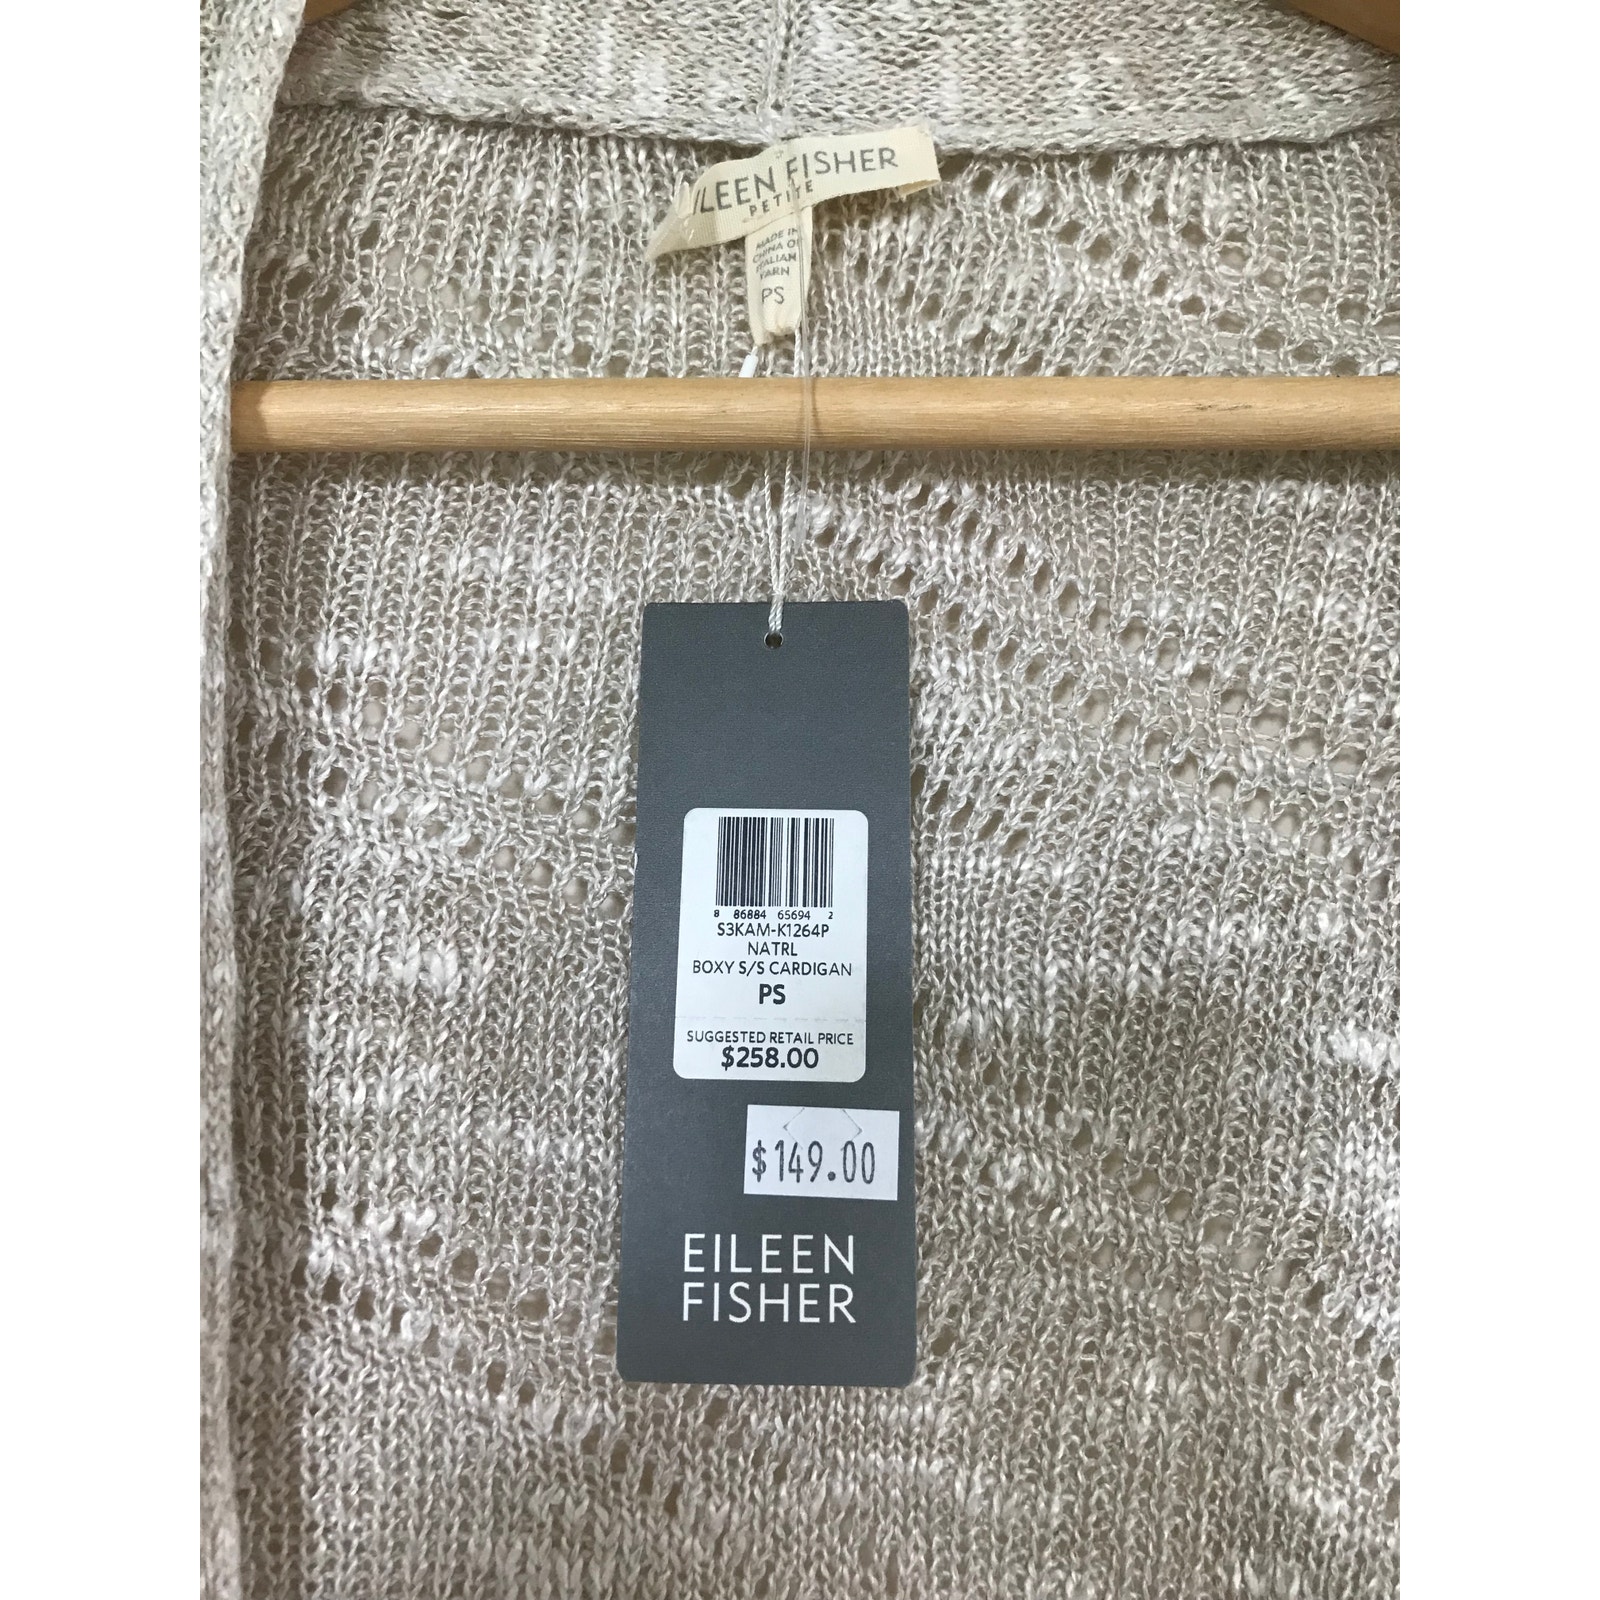 EILEEN FISHER
PETITE
MADE IN
CHINA OF
ITALIAN
YARN
PS
8 86884 65694 2
S3KAM-K1264P
NATRL
BOXY S/S CARDIGAN
PS
SUGGESTED RETAIL PRICE
$258.00
$149.00
EILEEN
FISHER